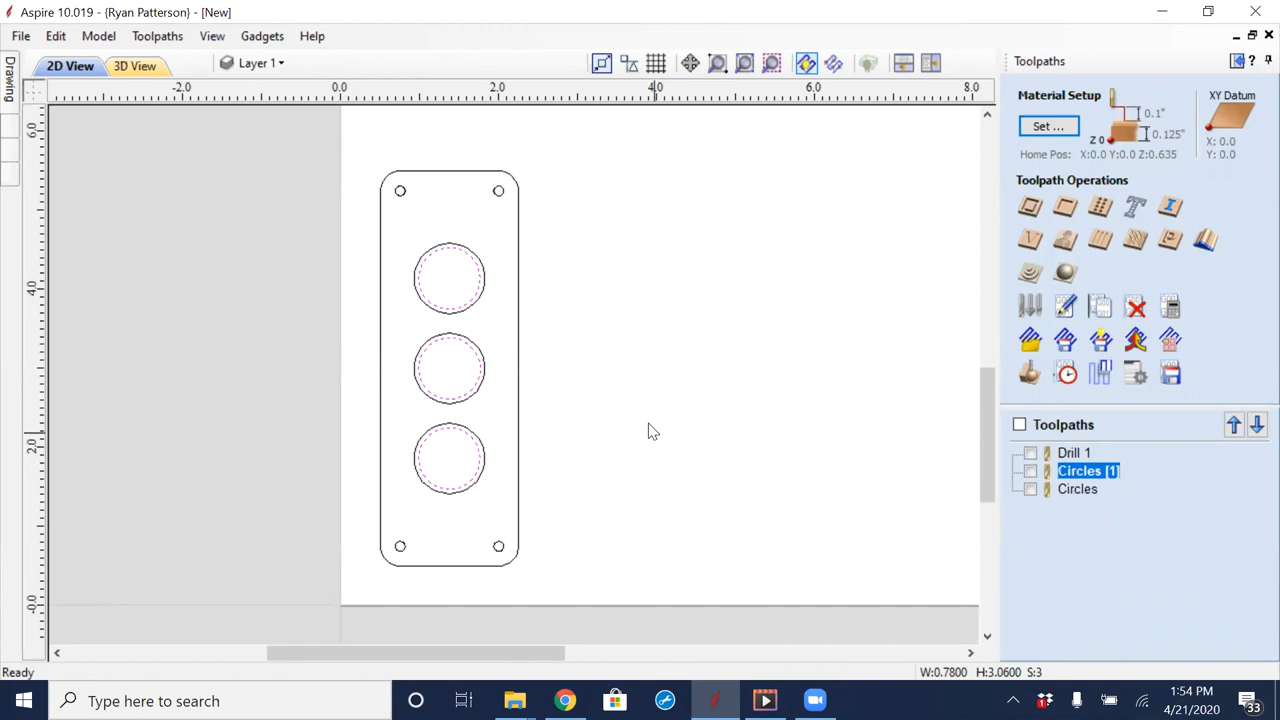 Aspire 10.019 - {Ryan Patterson} - [New]
File Edit Model Toolpaths View Gadgets Help
2D View 3D View Layer 1
Drawing
-2.0 0.0 2.0 4.0 6.0 8.0
6.0
4.0
2.0
-0.0
Toolpaths
?
Material Setup
Set ...
Z 0
0.1"
0.125"
Home Pos: X:0.0 Y:0.0 Z:0.635
XY Datum
X: 0.0
Y: 0.0
Toolpath Operations
Toolpaths
Drill 1
Circles [1]
Circles
Ready
W:0.7800 H:3.0600 S:3
Type here to search
1:54 PM
4/21/2020
33